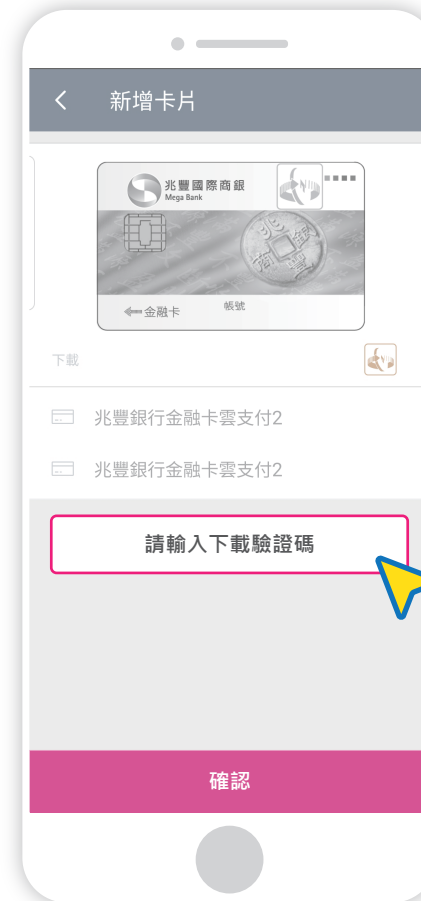 新增卡片
兆豐國際商銀
Mega Bank
金融卡
帳號
下載
兆豐銀行金融卡雲支付2
兆豐銀行金融卡雲支付2
請輸入下載驗證碼
確認